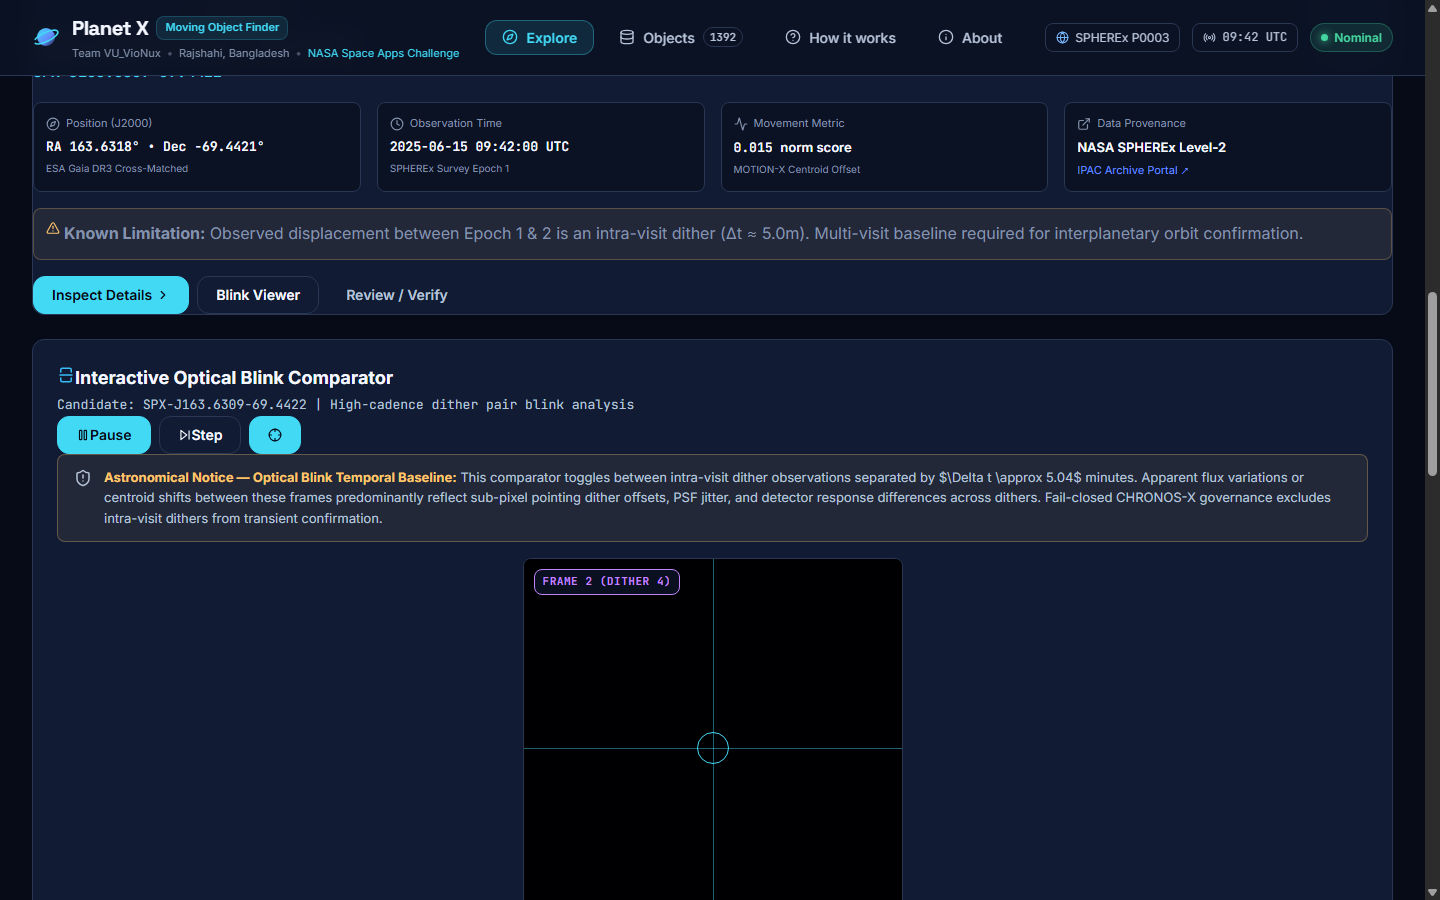 Planet X
Moving Object Finder
Team VU_VioNux • Rajshahi, Bangladesh • NASA Space Apps Challenge
Explore
Objects
1392
How it works
About
SPHEREx P0003
09:42 UTC
Nominal
Position (J2000)
RA 163.6318° • Dec -69.4421°
ESA Gaia DR3 Cross-Matched
Observation Time
2025-06-15 09:42:00 UTC
SPHEREx Survey Epoch 1
Movement Metric
0.015 norm score
MOTION-X Centroid Offset
Data Provenance
NASA SPHEREx Level-2
IPAC Archive Portal ↗
Known Limitation: Observed displacement between Epoch 1 & 2 is an intra-visit dither (Δt ≈ 5.0m). Multi-visit baseline required for interplanetary orbit confirmation.
Inspect Details
Blink Viewer
Review / Verify
Interactive Optical Blink Comparator
Candidate: SPX-J163.6309-69.4422 | High-cadence dither pair blink analysis
Pause
Step
Astronomical Notice — Optical Blink Temporal Baseline: This comparator toggles between intra-visit dither observations separated by $\Delta t \approx 5.04$ minutes. Apparent flux variations or
centroid shifts between these frames predominantly reflect sub-pixel pointing dither offsets, PSF jitter, and detector response differences across dithers. Fail-closed CHRONOS-X governance excludes
intra-visit dithers from transient confirmation.
FRAME 2 (DITHER 4)